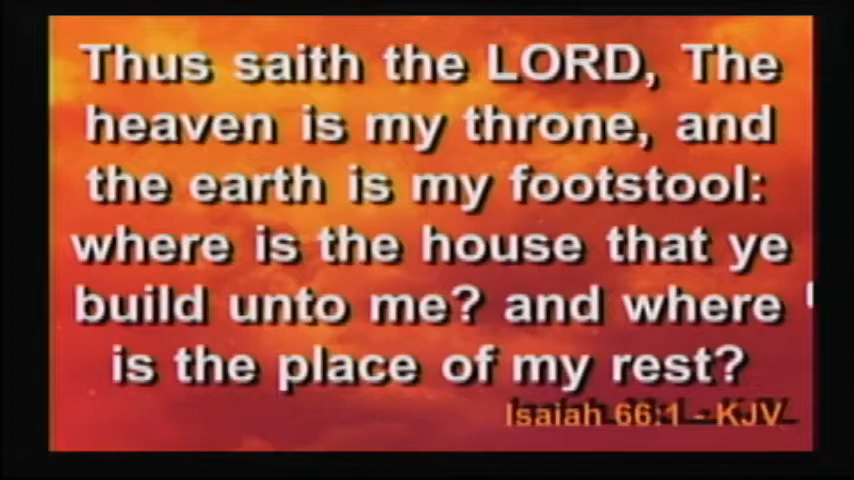 Thus saith the LORD, The
heaven is my throne, and
the earth is my footstool:
where is the house that ye
build unto me? and where
is the place of my rest?
Isaiah 66:1 - KJV